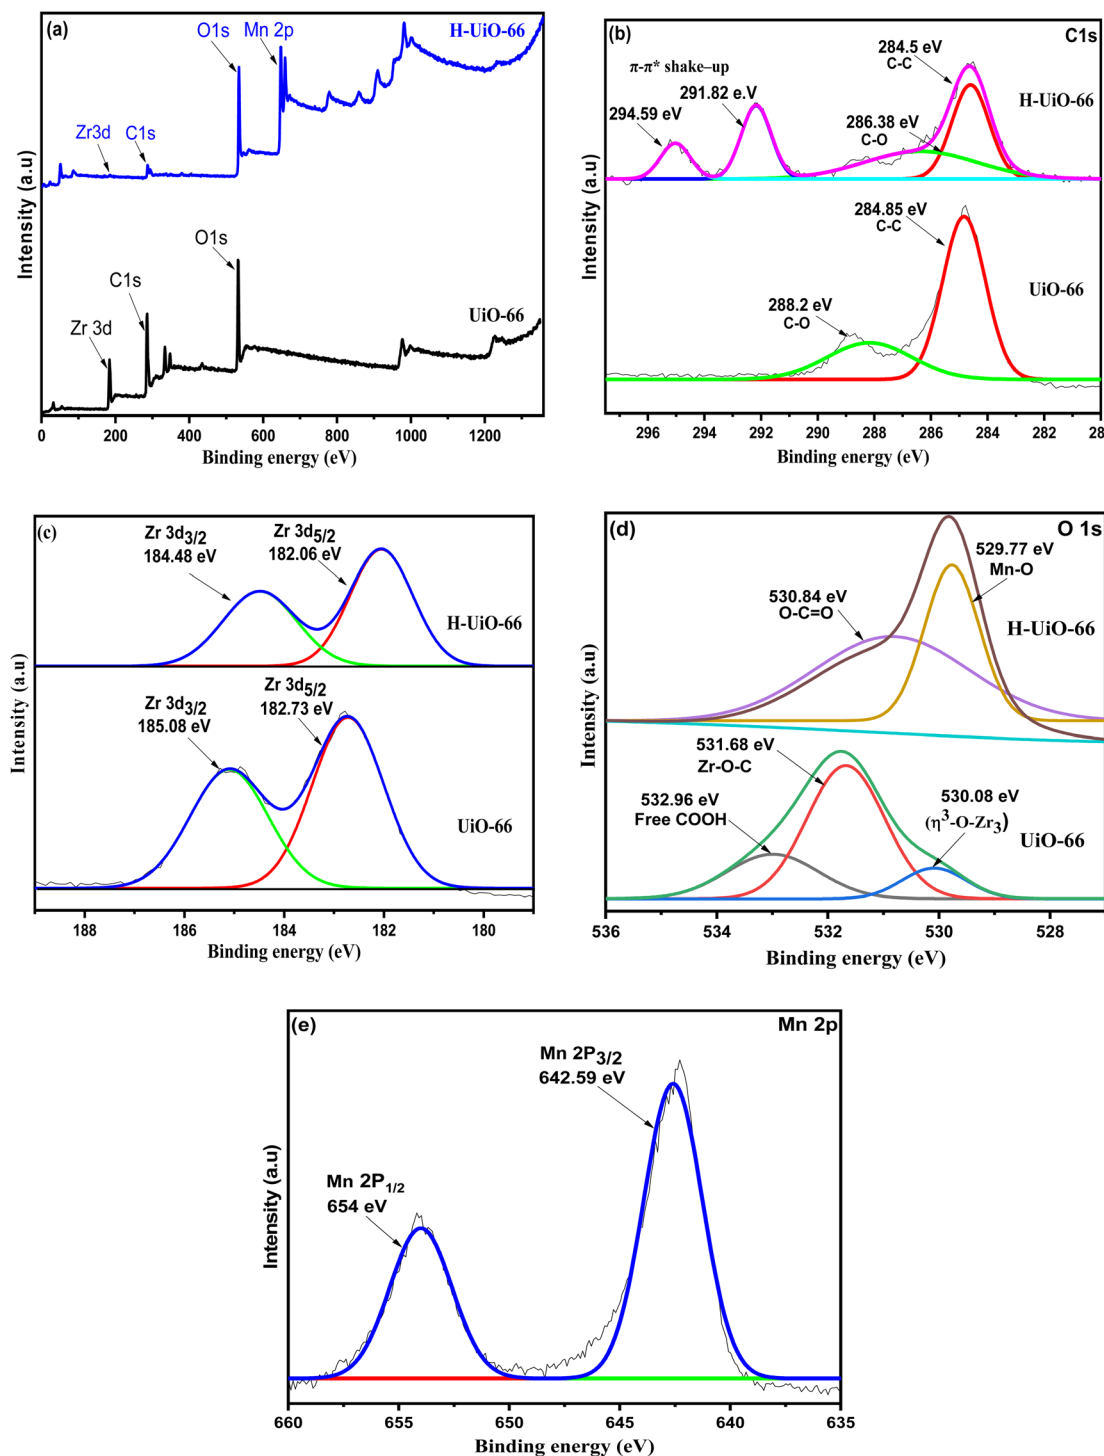 (a)
O1s
Mn 2p
H-UiO-66
Zr3d
C1s
O1s
C1s
Zr 3d
UiO-66
Intensity (a.u)
0 200 400 600 800 1000 1200
Binding energy (eV)
(b)
C1s
284.5 eV
C-C
π-π* shake–up
291.82 e.V
294.59 eV
H-UiO-66
286.38 eV
C-O
284.85 eV
C-C
288.2 eV
C-O
UiO-66
Intensity (a.u)
296 294 292 290 288 286 284 282 28
Binding energy (eV)
(c)
Zr 3d3/2
184.48 eV
Zr 3d5/2
182.06 eV
H-UiO-66
Zr 3d3/2
185.08 eV
Zr 3d5/2
182.73 eV
UiO-66
Intensity (a.u)
188 186 184 182 180
Binding energy (eV)
(d)
O 1s
529.77 eV
Mn-O
530.84 eV
O-C=O
H-UiO-66
531.68 eV
Zr-O-C
532.96 eV
Free COOH
530.08 eV
(η³-O-Zr3)
UiO-66
Intensity (a.u)
536 534 532 530 528
Binding energy (eV)
(e)
Mn 2p
Mn 2P3/2
642.59 eV
Mn 2P1/2
654 eV
Intensity (a.u)
660 655 650 645 640 635
Binding energy (eV)